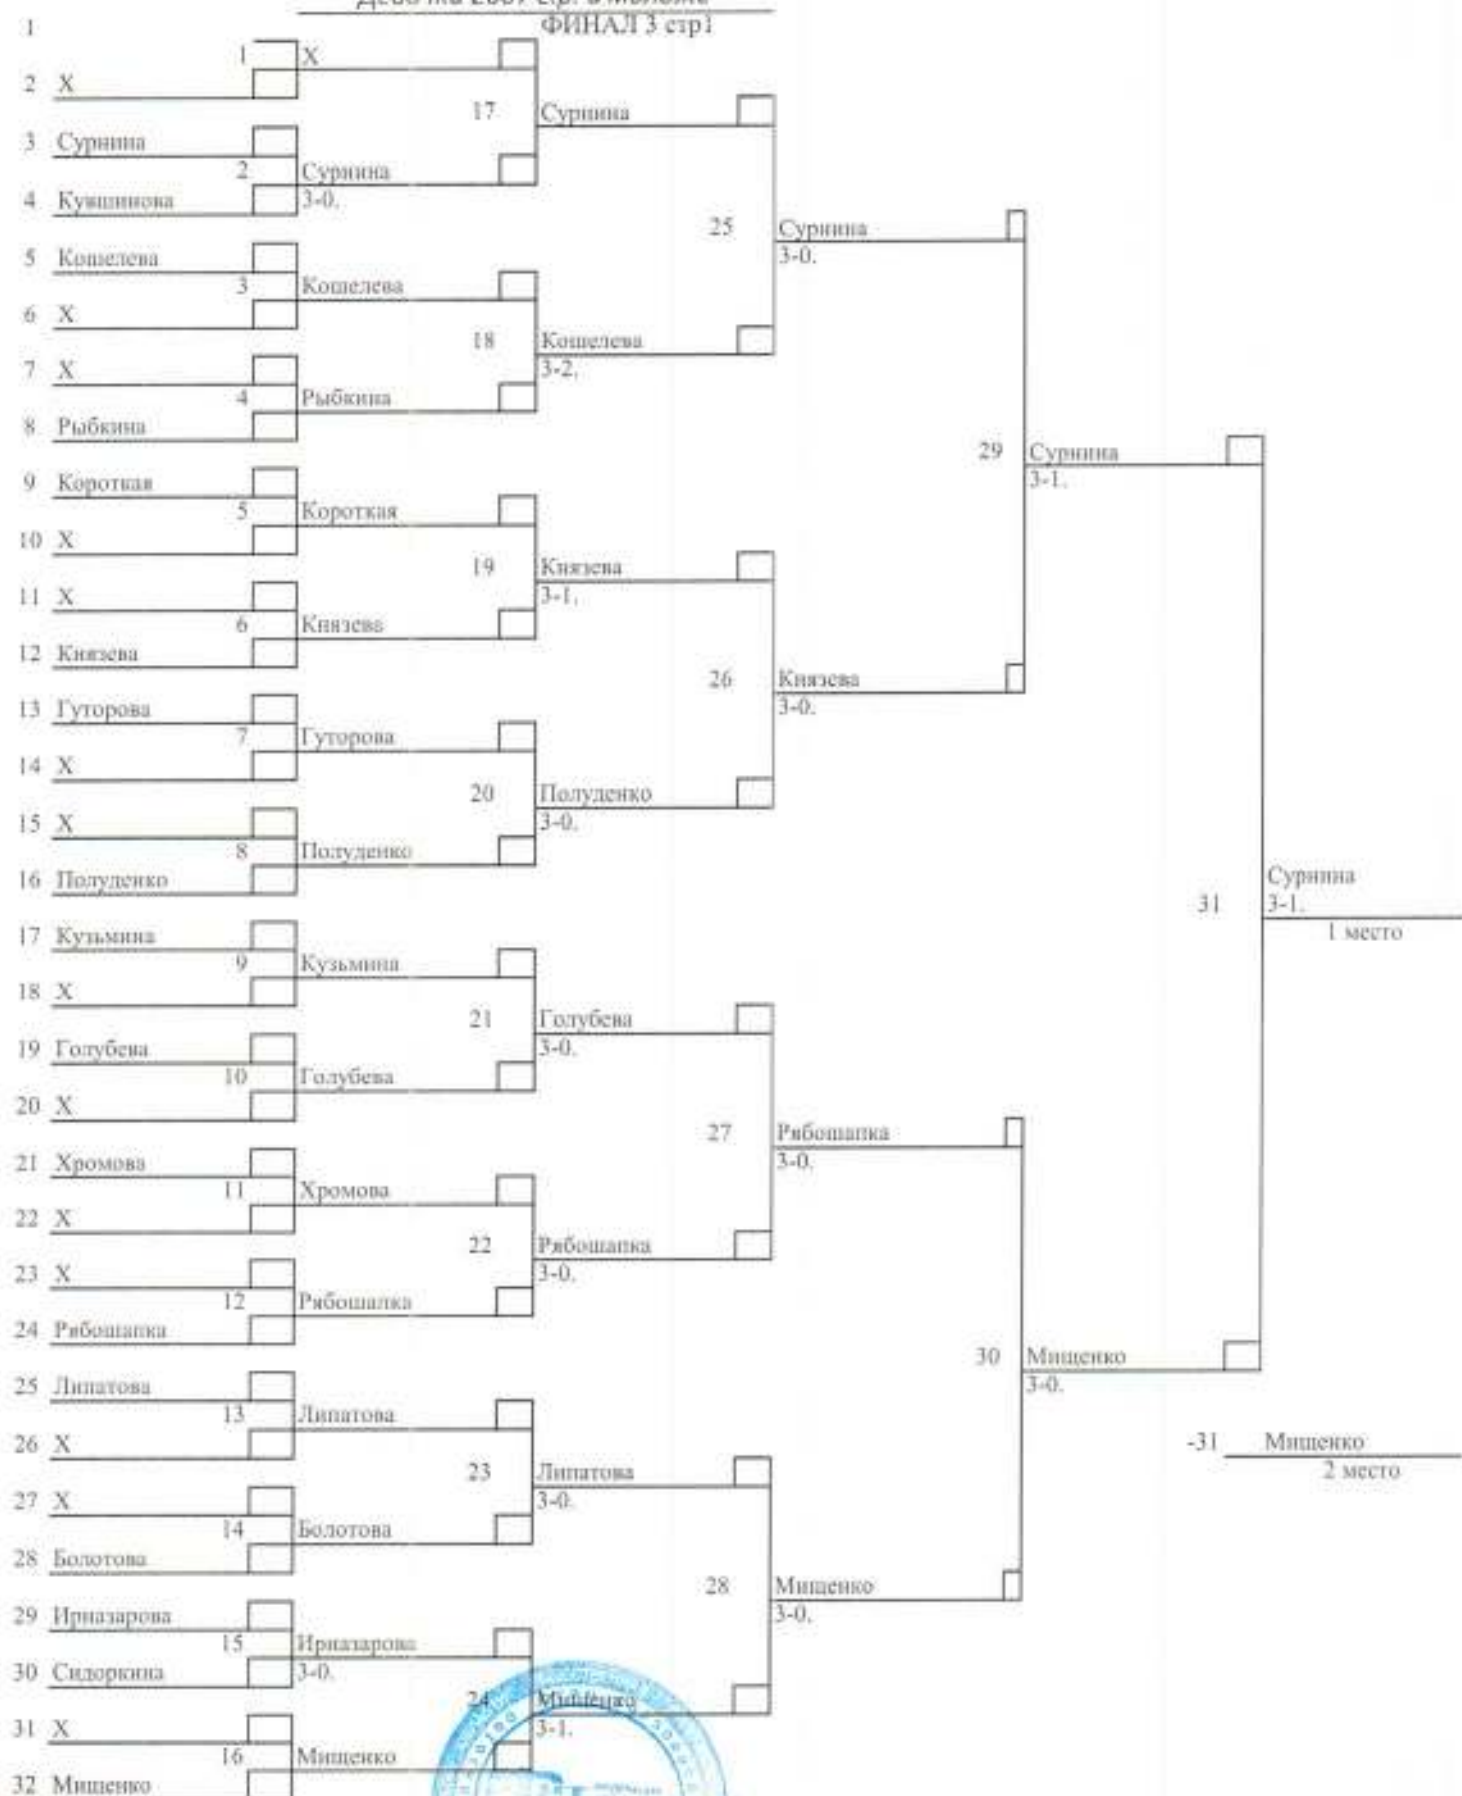 ФИНАЛ 3 стр1
1
1 X
2 X
17 Сурнина
3 Сурнина
2 Сурнина
3-0.
4 Кувшинова
25 Сурнина
3-0.
5 Кошелева
3 Кошелева
6 X
18 Кошелева
3-2.
7 X
4 Рыбкина
8 Рыбкина
29 Сурнина
3-1.
9 Короткая
5 Короткая
10 X
19 Князева
3-1.
11 X
6 Князева
12 Князева
26 Князева
3-0.
13 Гуторова
7 Гуторова
14 X
20 Полуденко
3-0.
15 X
8 Полуденко
16 Полуденко
31 Сурнина
3-1.
1 место
17 Кузьмина
9 Кузьмина
18 X
21 Голубева
3-0.
19 Голубева
10 Голубева
20 X
27 Рябошапка
3-0.
21 Хромова
11 Хромова
22 X
22 Рябошапка
3-0.
23 X
12 Рябошапка
24 Рябошапка
30 Мищенко
3-0.
25 Липатова
13 Липатова
26 X
-31 Мищенко
2 место
23 Липатова
3-0.
27 X
14 Болотова
28 Болотова
28 Мищенко
3-0.
29 Ирназарова
15 Ирназарова
3-0.
30 Сидоркина
24 Мищенко
3-1.
31 X
16 Мищенко
32 Мищенко